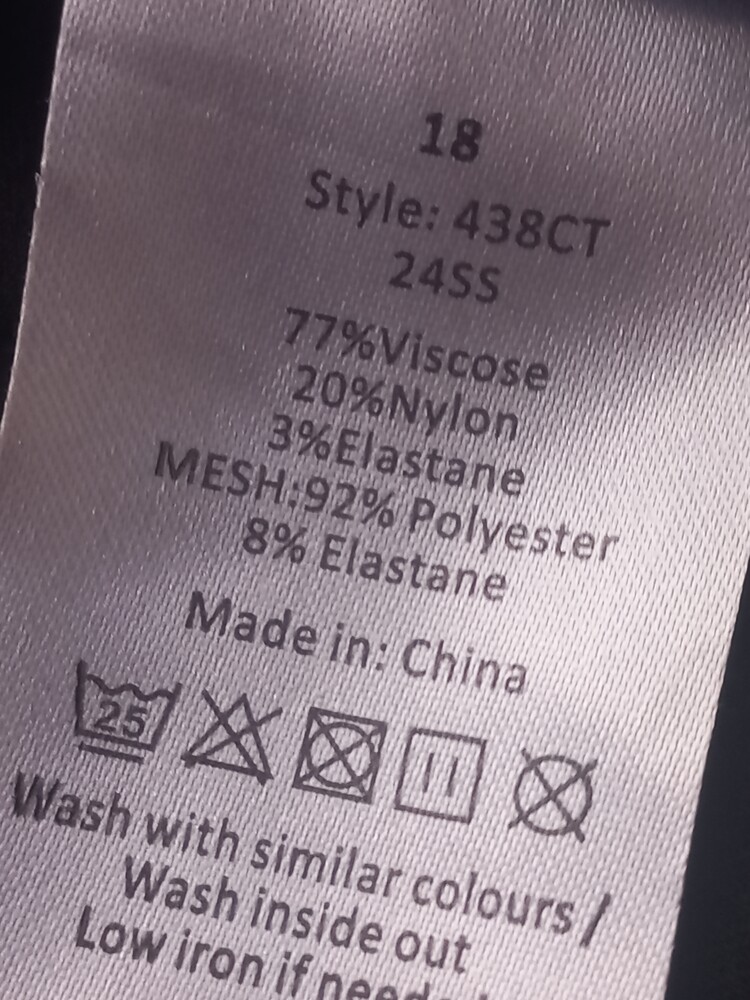 18
Style: 438CT
24SS
77%Viscose
20%Nylon
3%Elastane
MESH:92% Polyester
8% Elastane
Made in: China
25
Wash with similar colours /
Wash inside out
Low iron if